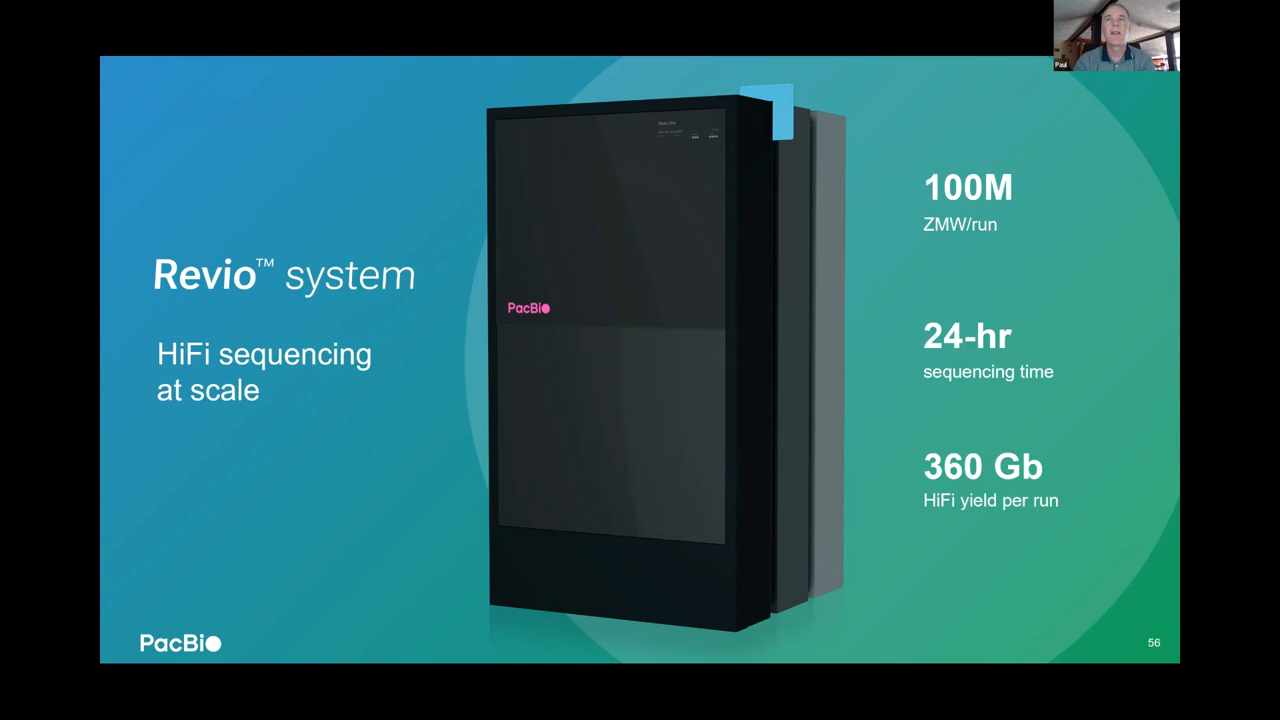 Paul
Revio™ system
HiFi sequencing
at scale
PacBio
100M
ZMW/run
24-hr
sequencing time
360 Gb
HiFi yield per run
PacBio
56